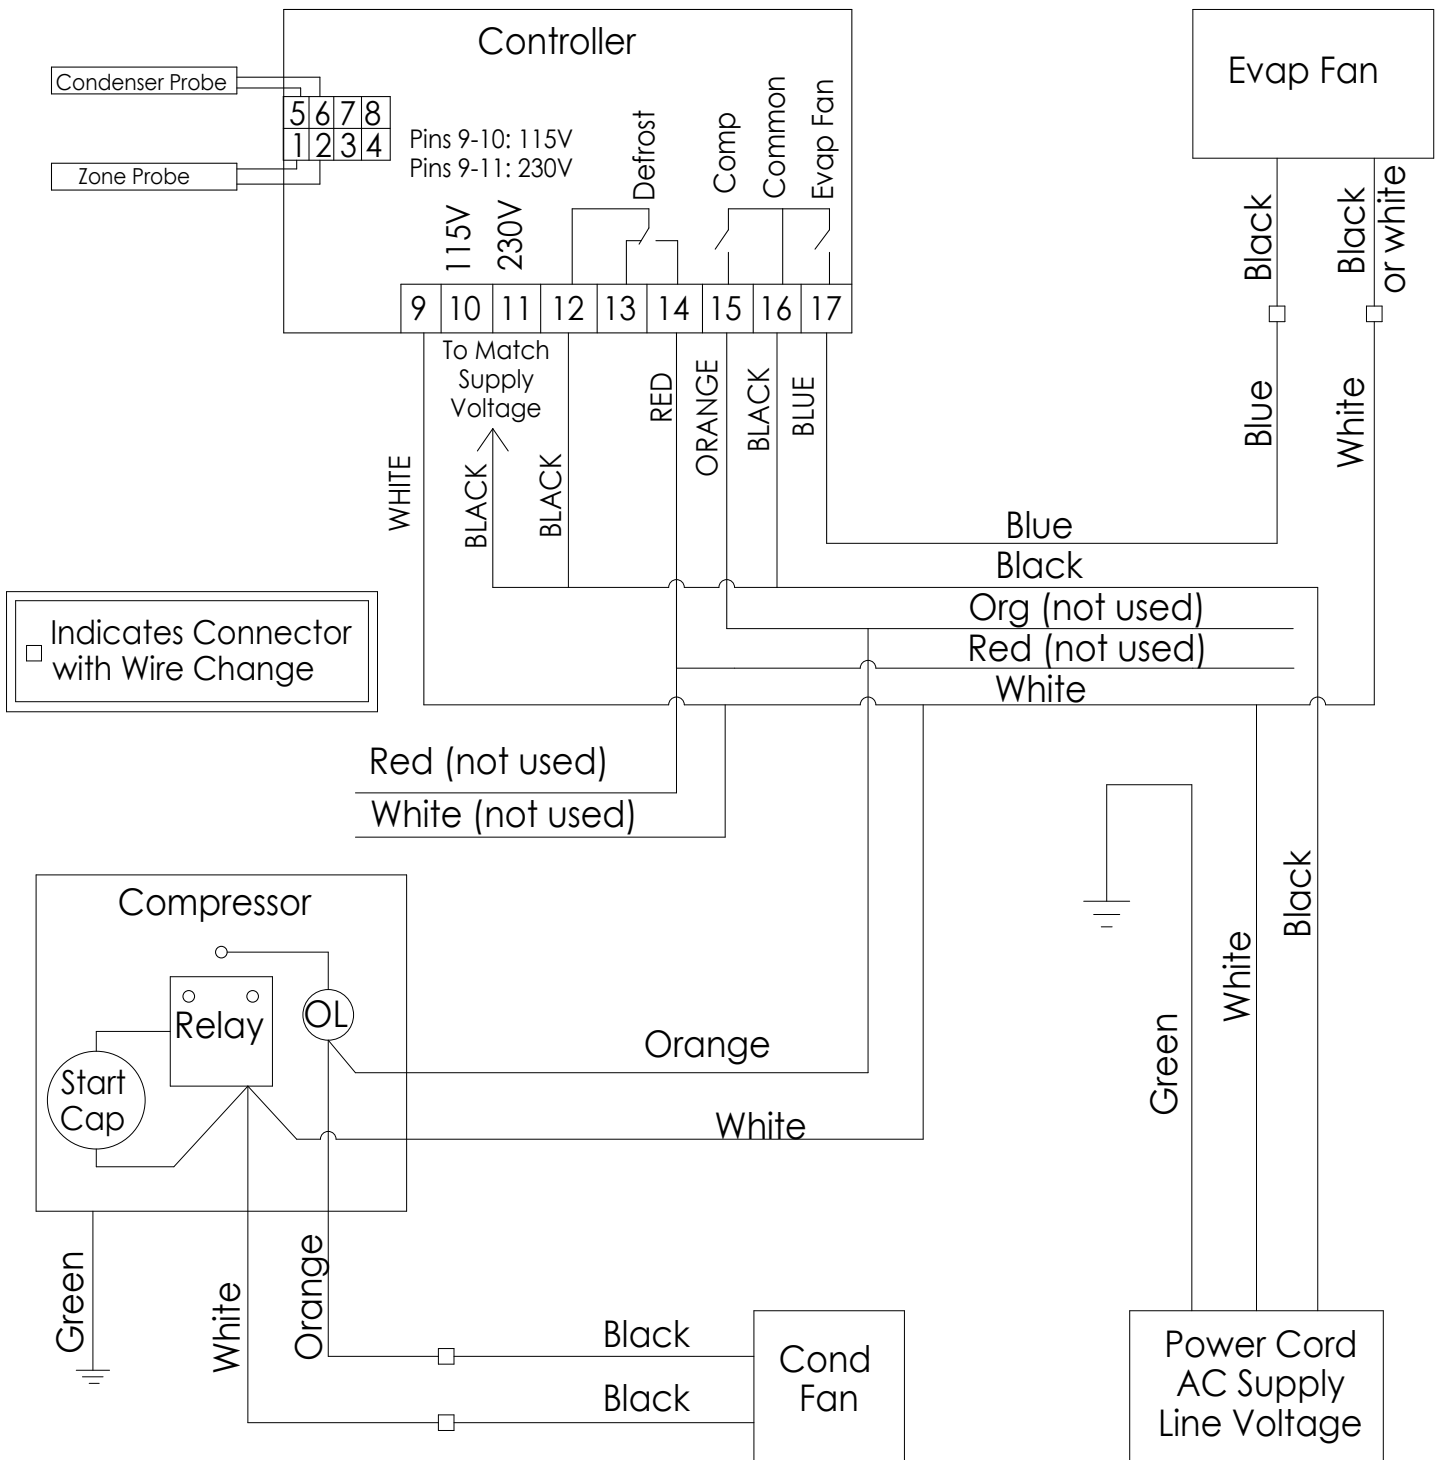 Controller
Condenser Probe
5 6 7 8
1 2 3 4
Zone Probe
Pins 9-10: 115V
Pins 9-11: 230V
115V
230V
Defrost
Comp
Common
Evap Fan
9 10 11 12 13 14 15 16 17
To Match
Supply
Voltage
WHITE
BLACK
BLACK
RED
ORANGE
BLACK
BLUE
Evap Fan
Black
Black
or white
Blue
White
Blue
Black
Org (not used)
Red (not used)
White
Indicates Connector
with Wire Change
Red (not used)
White (not used)
Compressor
Relay
OL
Start
Cap
Orange
White
Green
White
Orange
Black
Black
Cond
Fan
Green
White
Black
Power Cord
AC Supply
Line Voltage